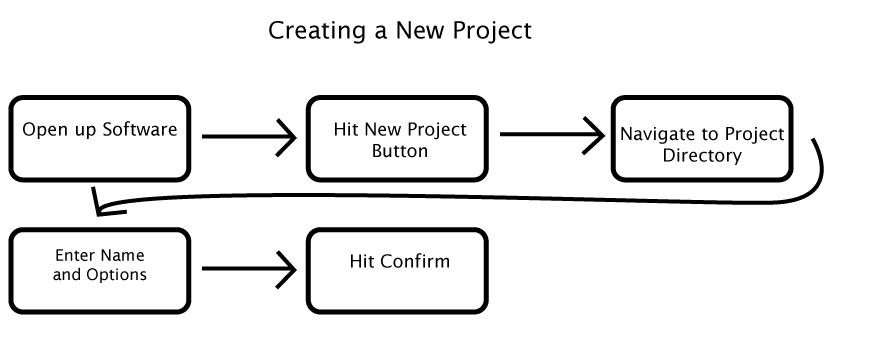 Creating a New Project
Open up Software
Hit New Project
Button
Navigate to Project
Directory
Enter Name
and Options
Hit Confirm